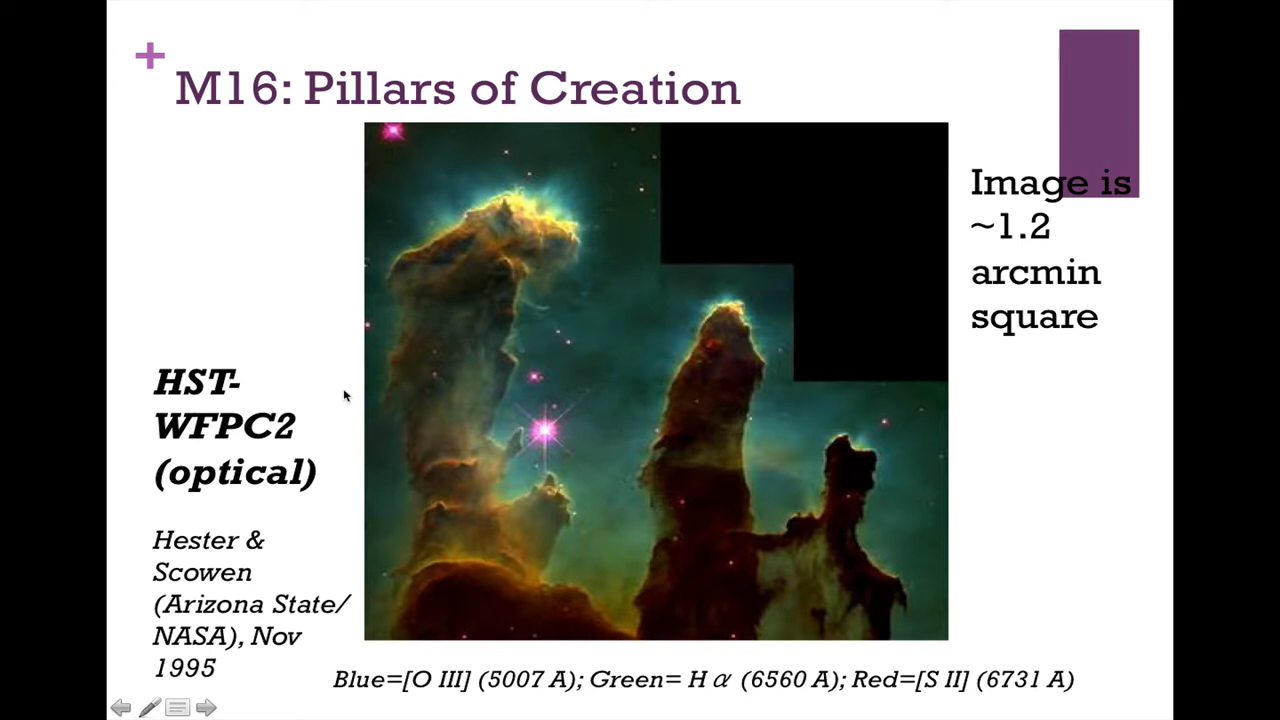 +
M16: Pillars of Creation
Image is
~1.2
arcmin
square
HST-
WFPC2
(optical)
Hester &
Scowen
(Arizona State/
NASA), Nov
1995
Blue=[O III] (5007 A); Green= H α (6560 A); Red=[S II] (6731 A)